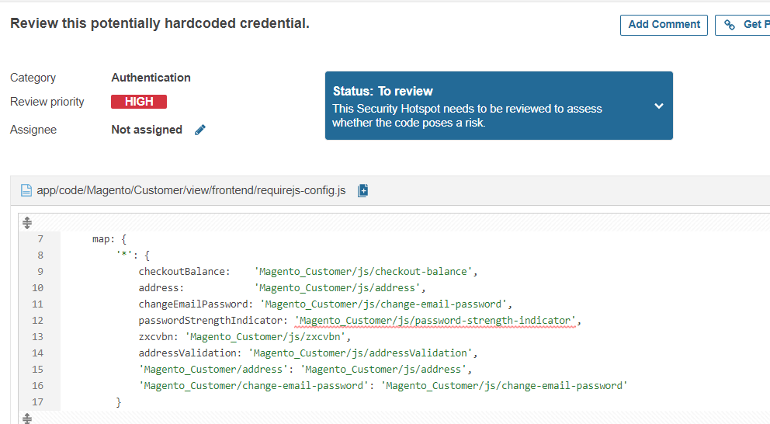 Review this potentially hardcoded credential.
Add Comment
Get P
Category Authentication
Review priority HIGH
Assignee Not assigned
Status: To review
This Security Hotspot needs to be reviewed to assess
whether the code poses a risk.
app/code/Magento/Customer/view/frontend/requirejs-config.js
7 map: {
8 '*': {
9 checkoutBalance: 'Magento_Customer/js/checkout-balance',
10 address: 'Magento_Customer/js/address',
11 changeEmailPassword: 'Magento_Customer/js/change-email-password',
12 passwordStrengthIndicator: 'Magento_Customer/js/password-strength-indicator',
13 zxcvbn: 'Magento_Customer/js/zxcvbn',
14 addressValidation: 'Magento_Customer/js/addressValidation',
15 'Magento_Customer/address': 'Magento_Customer/js/address',
16 'Magento_Customer/change-email-password': 'Magento_Customer/js/change-email-password'
17 }